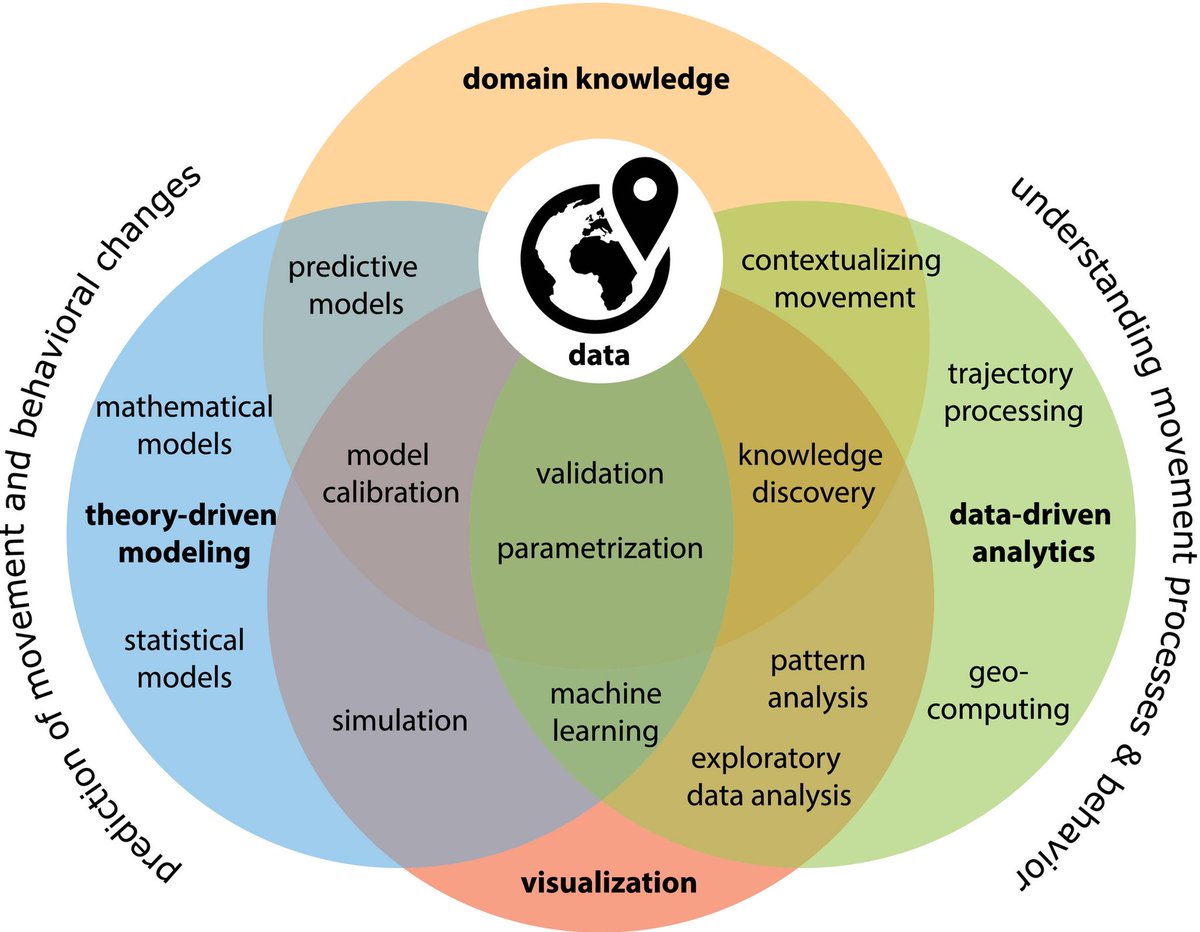 domain knowledge
prediction of movement and behavioral changes
understanding movement processes & behavior
predictive
models
data
contextualizing
movement
mathematical
models
theory-driven
modeling
statistical
models
model
calibration
simulation
validation
parametrization
machine
learning
knowledge
discovery
pattern
analysis
exploratory
data analysis
trajectory
processing
data-driven
analytics
geo-
computing
visualization